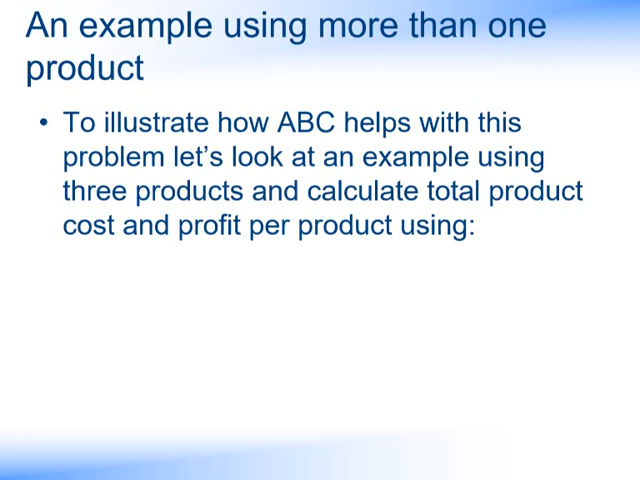 An example using more than one
product
• To illustrate how ABC helps with this
problem let’s look at an example using
three products and calculate total product
cost and profit per product using: